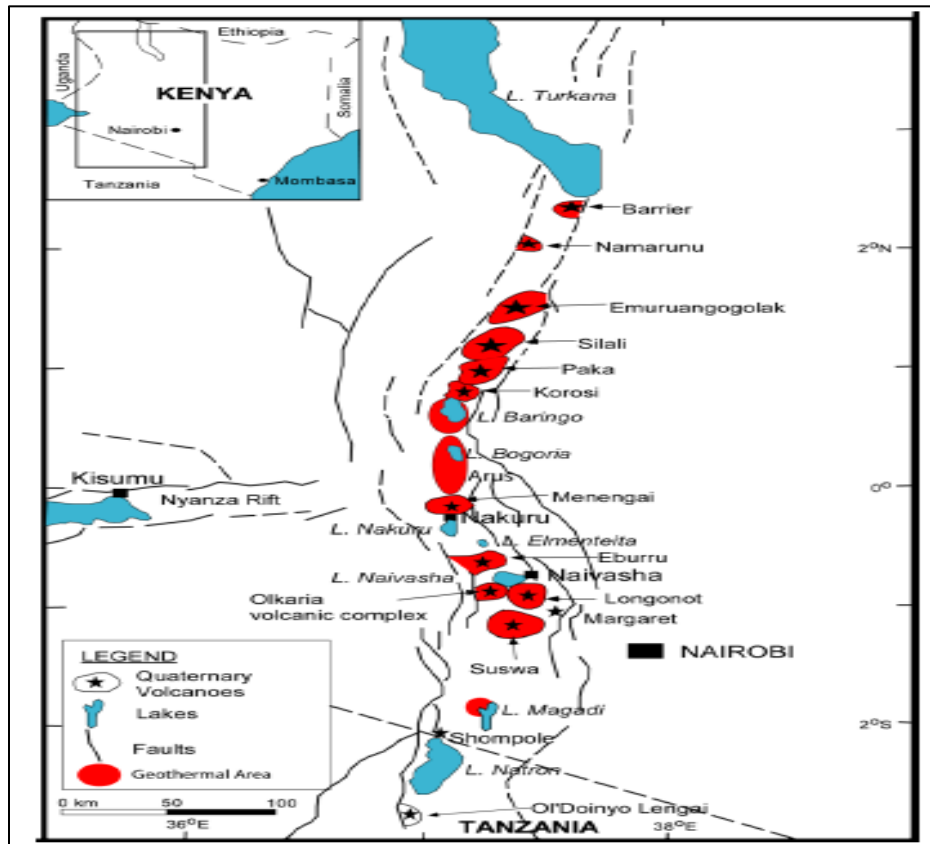 Ethiopia
Uganda
KENYA
Somalia
Nairobi
Tanzania
Mombasa
L. Turkana
Barrier
Namarunu
2°N
Emuruangogolak
Silali
Paka
Korosi
L. Baringo
L. Bogoria
Arus
Kisumu
Nyanza Rift
Menengai
0°
Nakuru
L. Nakuru
L. Elmenteita
Eburru
L. Naivasha
Naivasha
Olkaria
volcanic complex
Longonot
Margaret
NAIROBI
Suswa
LEGEND
Quaternary
Volcanoes
Lakes
Faults
Geothermal Area
L. Magadi
2°S
Shompole
L. Natron
0 km 50 100
36°E
Ol'Doinyo Lengai
TANZANIA
38°E